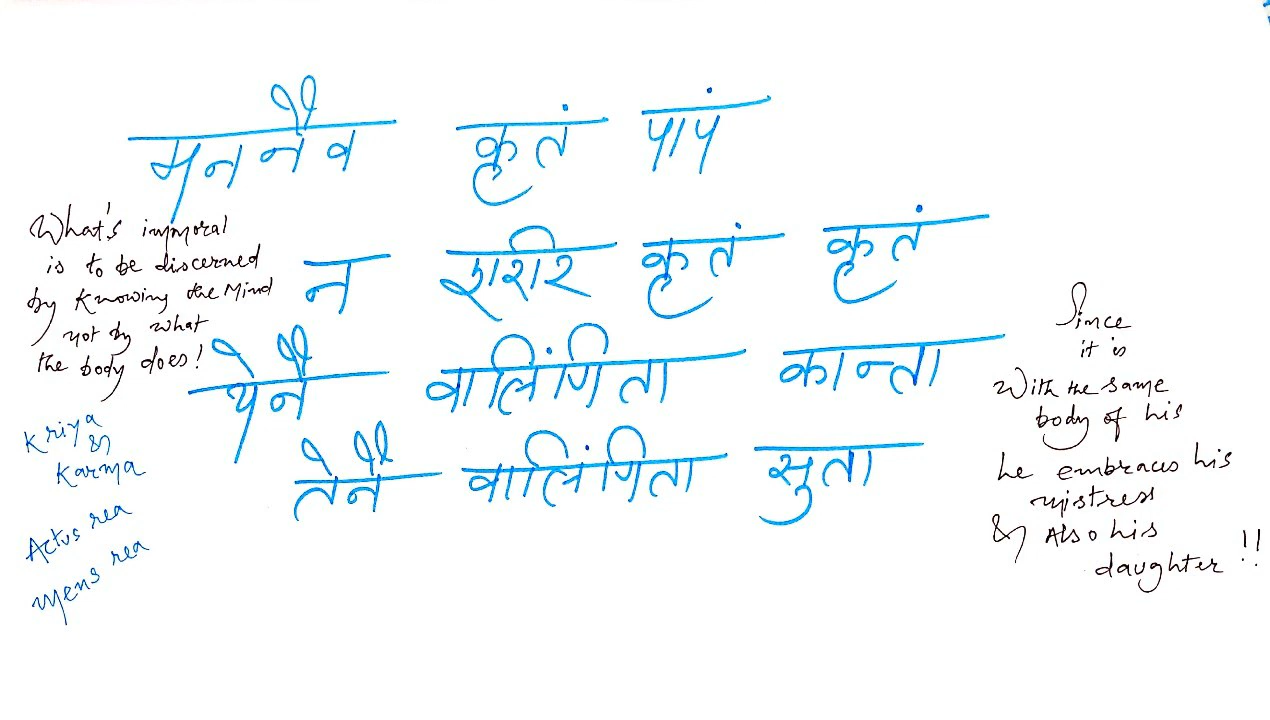 मननैव कृतं पापं
न शरीर कृतं कृतं
येनै वालिंगिता कान्ता
तेनै वालिंगिता सुता
What's immoral
is to be discerned
by knowing the Mind
not by what
the body does!
Kriya
&
Karma
Actus rea
mens rea
Since
it is
With the same
body of his
he embraces his
mistress
& Also his
daughter !!